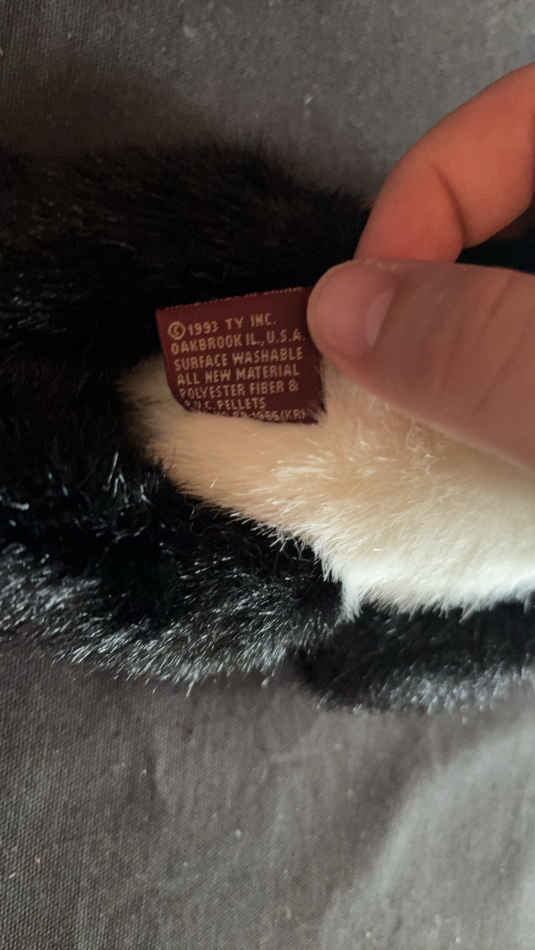 © 1993 TY INC.
OAKBROOK IL., U.S.A.
SURFACE WASHABLE
ALL NEW MATERIAL
POLYESTER FIBER &
P.V.C. PELLETS